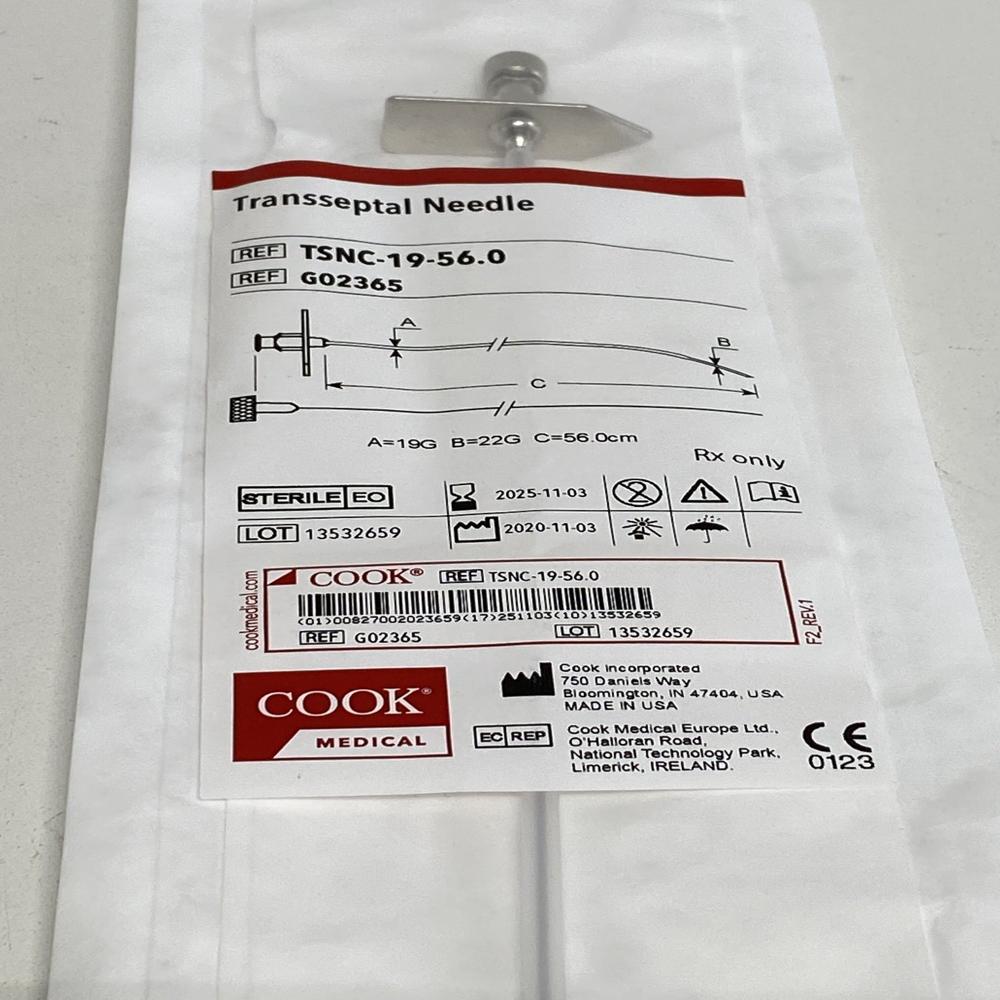 Transseptal Needle
REF TSNC-19-56.0
REF G02365
A
B
C
A=19G B=22G C=56.0cm
Rx only
STERILE EO 2025-11-03 2
LOT 13532659 2020-11-03
cookmedical.com
COOK® REF TSNC-19-56.0
(01)00827002023659(17)251103(10)13532659
REF G02365 LOT 13532659
F2_REV.1
COOK®
MEDICAL
Cook Incorporated
750 Daniels Way
Bloomington, IN 47404, USA
MADE IN USA
EC REP
Cook Medical Europe Ltd.,
O'Halloran Road,
National Technology Park,
Limerick, IRELAND.
CE
0123